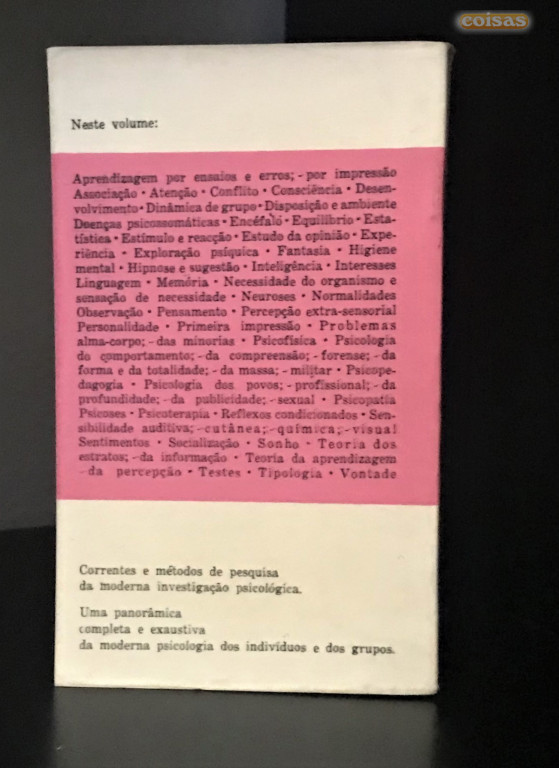 coisas
Neste volume:
Aprendizagem por ensaios e erros; - por impressão
Associação · Atenção · Conflito · Consciência · Desen-
volvimento · Dinâmica de grupo · Disposição e ambiente
Doenças psicossomáticas · Encéfalo · Equilíbrio · Esta-
tística · Estímulo e reacção · Estudo da opinião · Expe-
riência · Exploração psíquica · Fantasia · Higiene
mental · Hipnose e sugestão · Inteligência · Interesses
Linguagem · Memória · Necessidade do organismo e
sensação de necessidade · Neuroses · Normalidades
Observação · Pensamento · Percepção extra-sensorial
Personalidade · Primeira impressão · Problemas
alma-corpo; - das minorias · Psicofísica · Psicologia
do comportamento; - da compreensão; - forense; - da
forma e da totalidade; - da massa; - militar · Psicope-
dagogia · Psicologia dos povos; - profissional; - da
profundidade; - da publicidade; - sexual · Psicopatia
Psicoses · Psicoterapia · Reflexos condicionados · Sen-
sibilidade auditiva; - cutânea; - química; - visual
Sentimentos · Socialização · Sonho · Teoria dos
estratos; - da informação · Teoria da aprendizagem
- da percepção · Testes · Tipologia · Vontade
Correntes e métodos de pesquisa
da moderna investigação psicológica.
Uma panorâmica
completa e exaustiva
da moderna psicologia dos indivíduos e dos grupos.